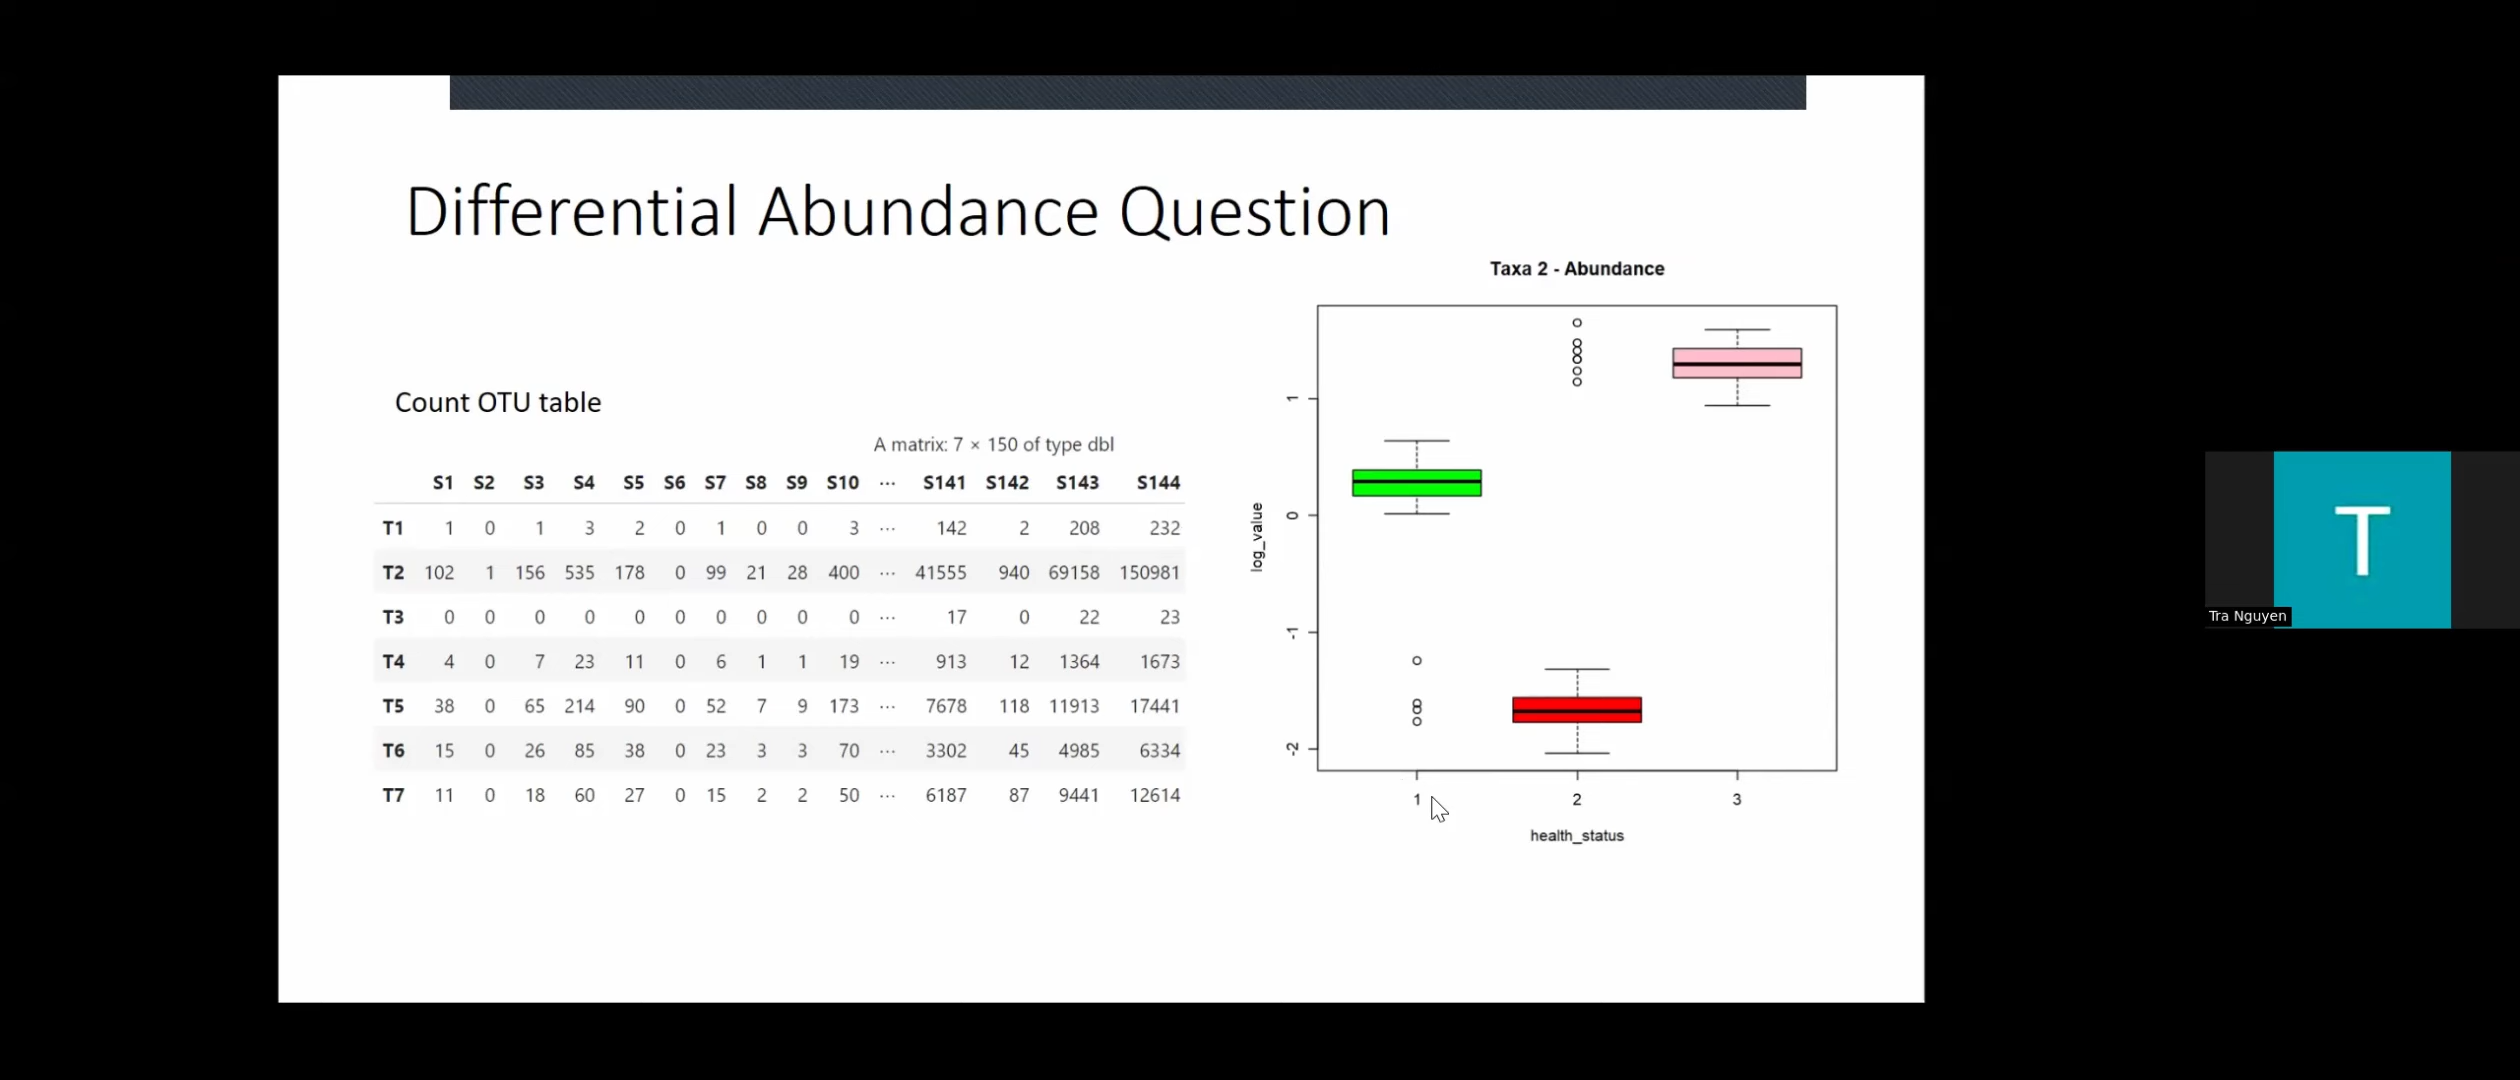 Differential Abundance Question
Count OTU table
A matrix: 7 × 150 of type dbl
S1 S2 S3 S4 S5 S6 S7 S8 S9 S10 ⋯ S141 S142 S143 S144
T1 1 0 1 3 2 0 1 0 0 3 ⋯ 142 2 208 232
T2 102 1 156 535 178 0 99 21 28 400 ⋯ 41555 940 69158 150981
T3 0 0 0 0 0 0 0 0 0 0 ⋯ 17 0 22 23
T4 4 0 7 23 11 0 6 1 1 19 ⋯ 913 12 1364 1673
T5 38 0 65 214 90 0 52 7 9 173 ⋯ 7678 118 11913 17441
T6 15 0 26 85 38 0 23 3 3 70 ⋯ 3302 45 4985 6334
T7 11 0 18 60 27 0 15 2 2 50 ⋯ 6187 87 9441 12614
Taxa 2 - Abundance
log_value
1
0
-1
-2
1 2 3
health_status
T
Tra Nguyen